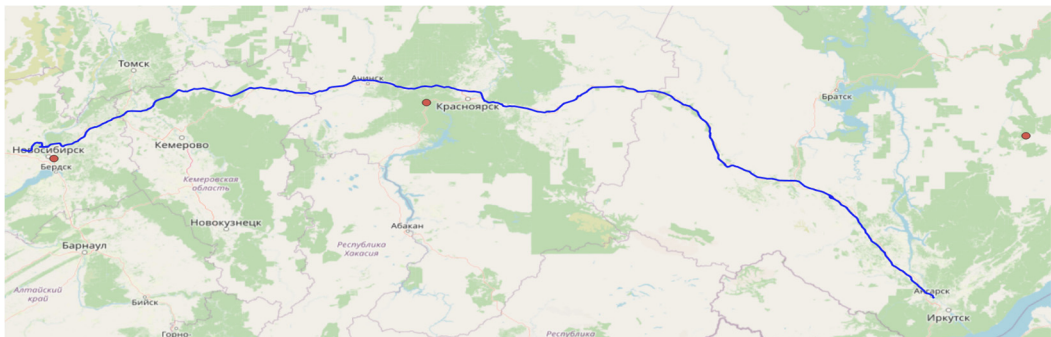 Томск
Ачинск
Братск
Красноярск
Кемерово
Новосибирск
Бердск
Кемеровская
область
Новокузнецк
Абакан
Барнаул
Республика
Хакасия
Алтайский
край
Ангарск
Бийск
Иркутск
Горно-
Республика